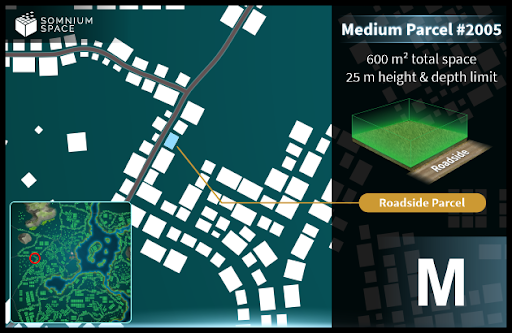 SOMNIUM
SPACE
Medium Parcel #2005
600 m² total space
25 m height & depth limit
Roadside
Roadside Parcel
M